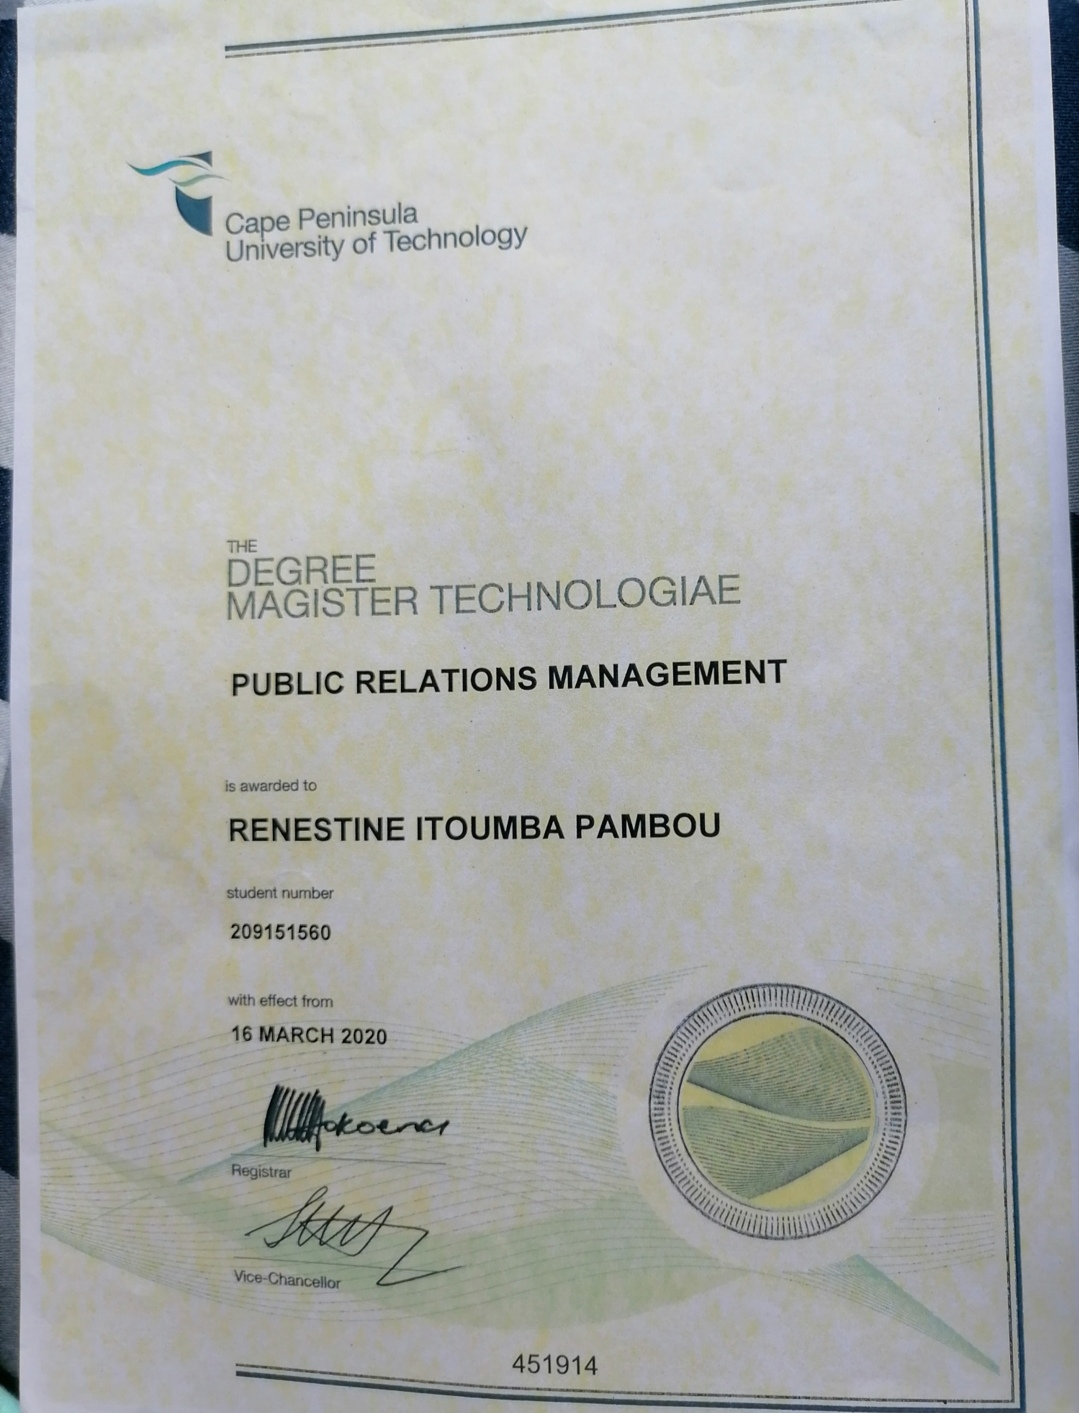 Cape Peninsula
University of Technology
THE
DEGREE
MAGISTER TECHNOLOGIAE
PUBLIC RELATIONS MANAGEMENT
is awarded to
RENESTINE ITOUMBA PAMBOU
student number
209151560
with effect from
16 MARCH 2020
Registrar
Vice-Chancellor
451914